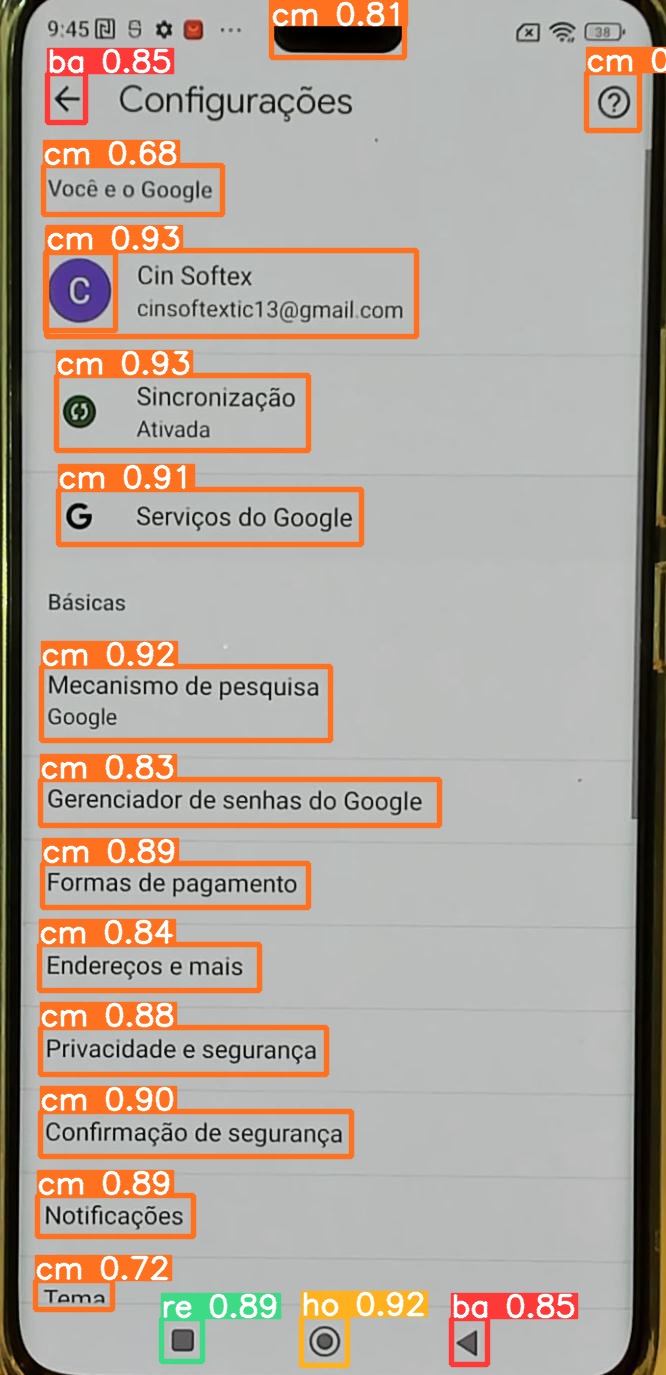 cm 0.81
9:45
38
ba 0.85
cm 0
Configurações
cm 0.68
Você e o Google
cm 0.93
C
Cin Softex
cinsoftextic13@gmail.com
cm 0.93
Sincronização
Ativada
cm 0.91
G
Serviços do Google
Básicas
cm 0.92
Mecanismo de pesquisa
Google
cm 0.83
Gerenciador de senhas do Google
cm 0.89
Formas de pagamento
cm 0.84
Endereços e mais
cm 0.88
Privacidade e segurança
cm 0.90
Confirmação de segurança
cm 0.89
Notificações
cm 0.72
Tema
re 0.89 ho 0.92 ba 0.85